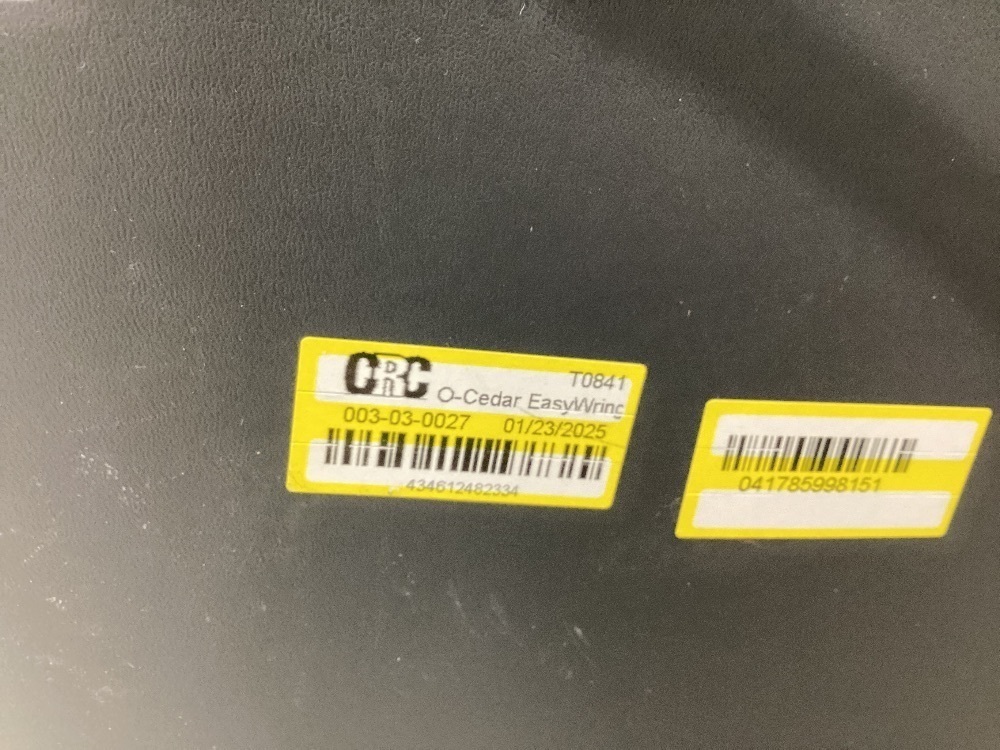 CRC
T0841
O-Cedar EasyWring
003-03-0027 01/23/2025
434612482334
041785998151